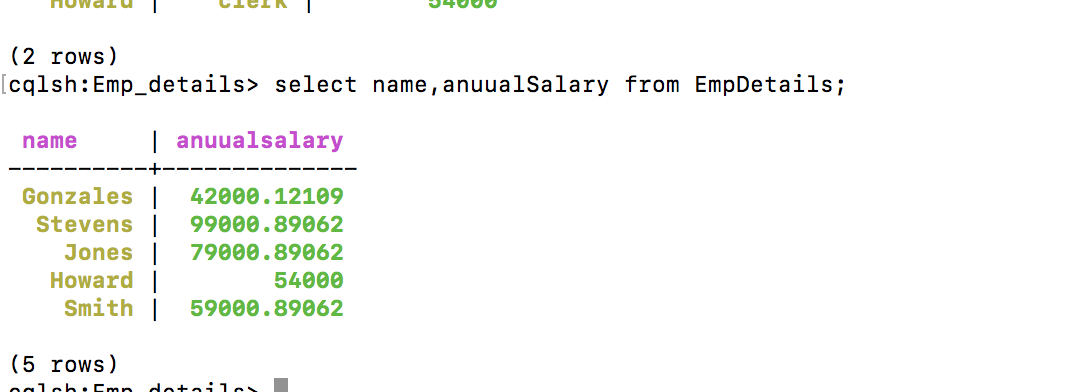 Howard | clerk | 54000
(2 rows)
cqlsh:Emp_details> select name,anuualSalary from EmpDetails;
name | anuualsalary
----------+--------------
Gonzales | 42000.12109
Stevens | 99000.89062
Jones | 79000.89062
Howard | 54000
Smith | 59000.89062
(5 rows)
cqlsh:Emp_details>